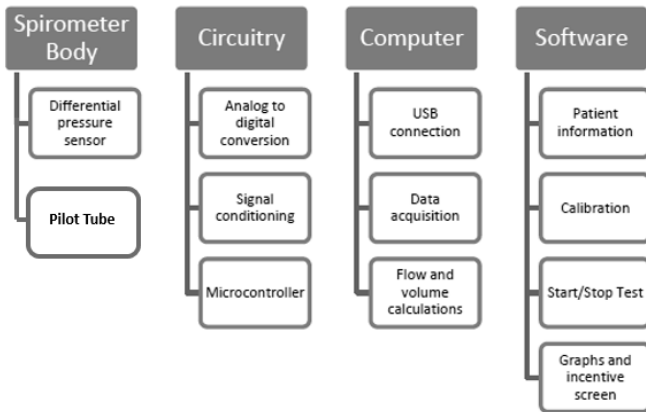 Spirometer
Body
Differential
pressure
sensor
Pilot Tube
Circuitry
Analog to
digital
conversion
Signal
conditioning
Microcontroller
Computer
USB
connection
Data
acquisition
Flow and
volume
calculations
Software
Patient
information
Calibration
Start/Stop Test
Graphs and
incentive
screen